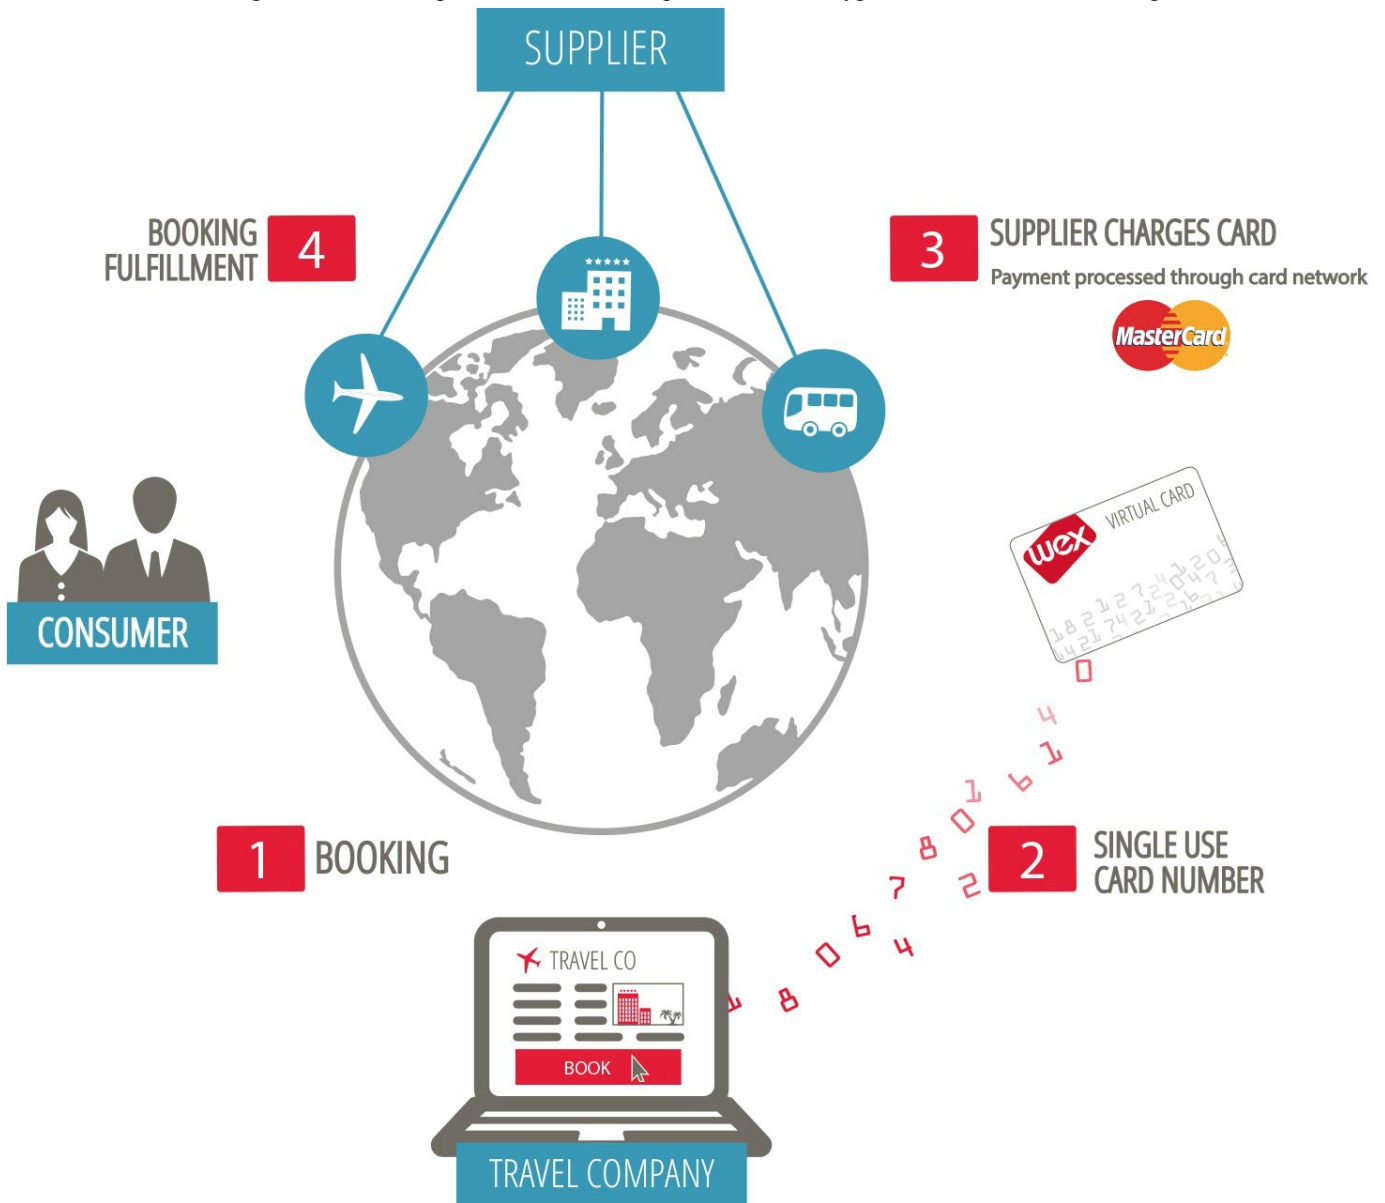 SUPPLIER
BOOKING
FULFILLMENT
4
3
SUPPLIER CHARGES CARD
Payment processed through card network
MasterCard
wex
VIRTUAL CARD
CONSUMER
1
BOOKING
2
SINGLE USE
CARD NUMBER
TRAVEL CO
BOOK
TRAVEL COMPANY